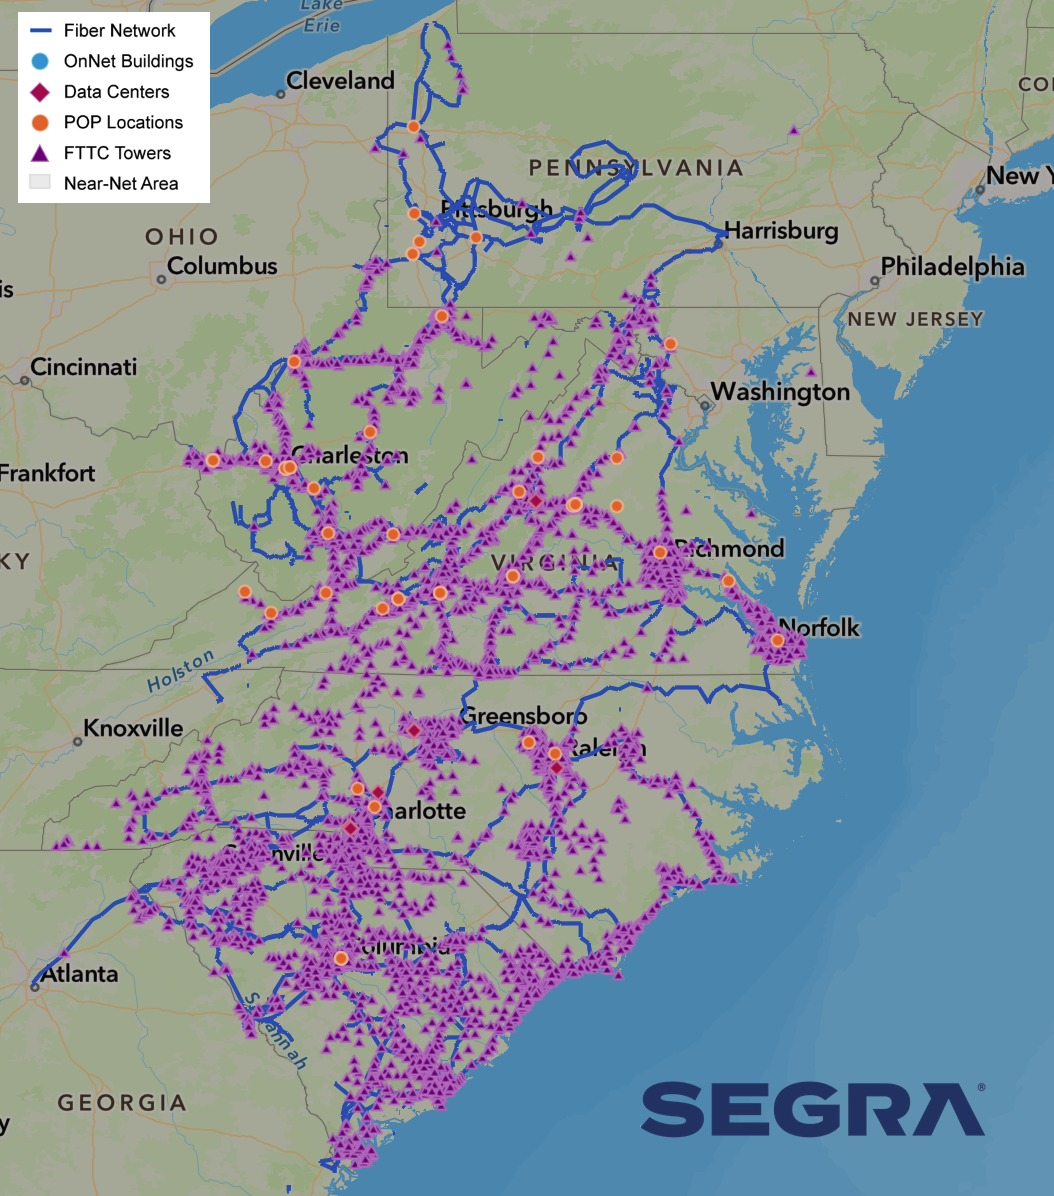 Lake
Erie
Fiber Network
OnNet Buildings
Data Centers
POP Locations
FTTC Towers
Near-Net Area
Cleveland
PENNSYLVANIA
New Y
Pittsburgh
Harrisburg
OHIO
Columbus
Philadelphia
is
NEW JERSEY
Cincinnati
Washington
Charleston
Frankfort
KY
VIRGINIA
Richmond
Norfolk
Holston
Greensboro
Knoxville
Raleigh
Charlotte
Columbia
Atlanta
Savannah
GEORGIA
SEGRA®
y